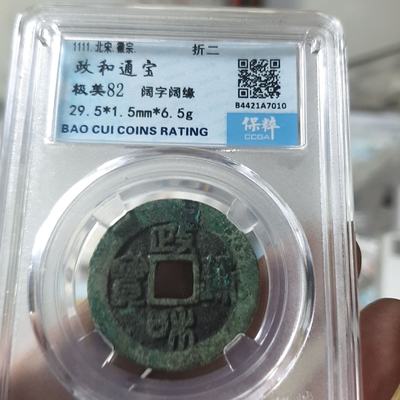 1111.北宋.徽宗. 折二
政和通宝
极美82 阔字阔缘
29.5*1.5mm*6.5g
BAO CUI COINS RATING
B4421A7010
保粹
CCGA
政
寶
和